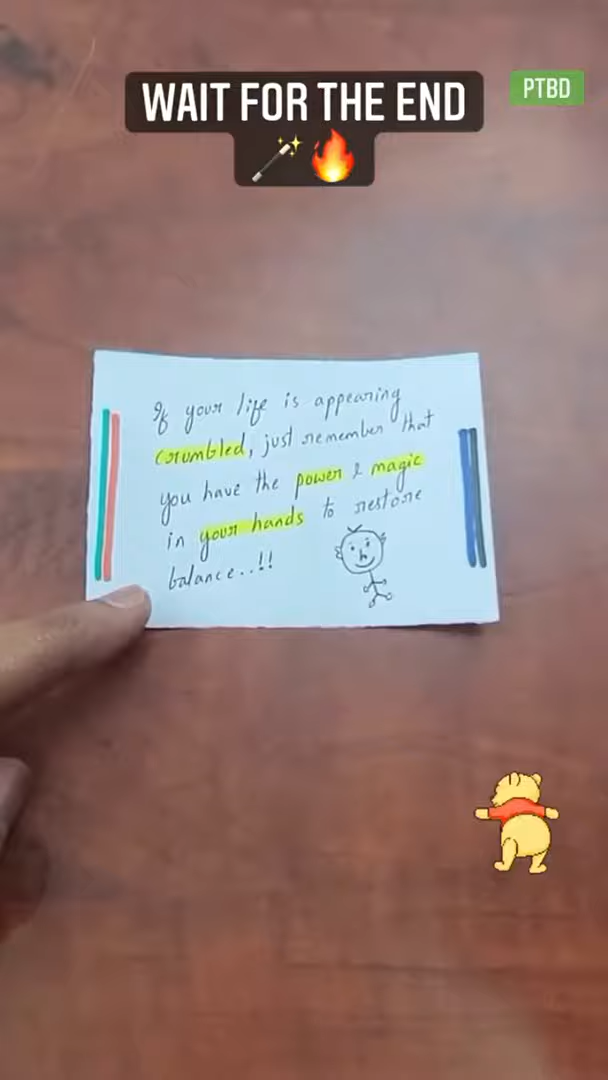 WAIT FOR THE END
PTBD
If your life is appearing
corumbled, just remember that
you have the power & magic
in your hands to restore
balance..!!